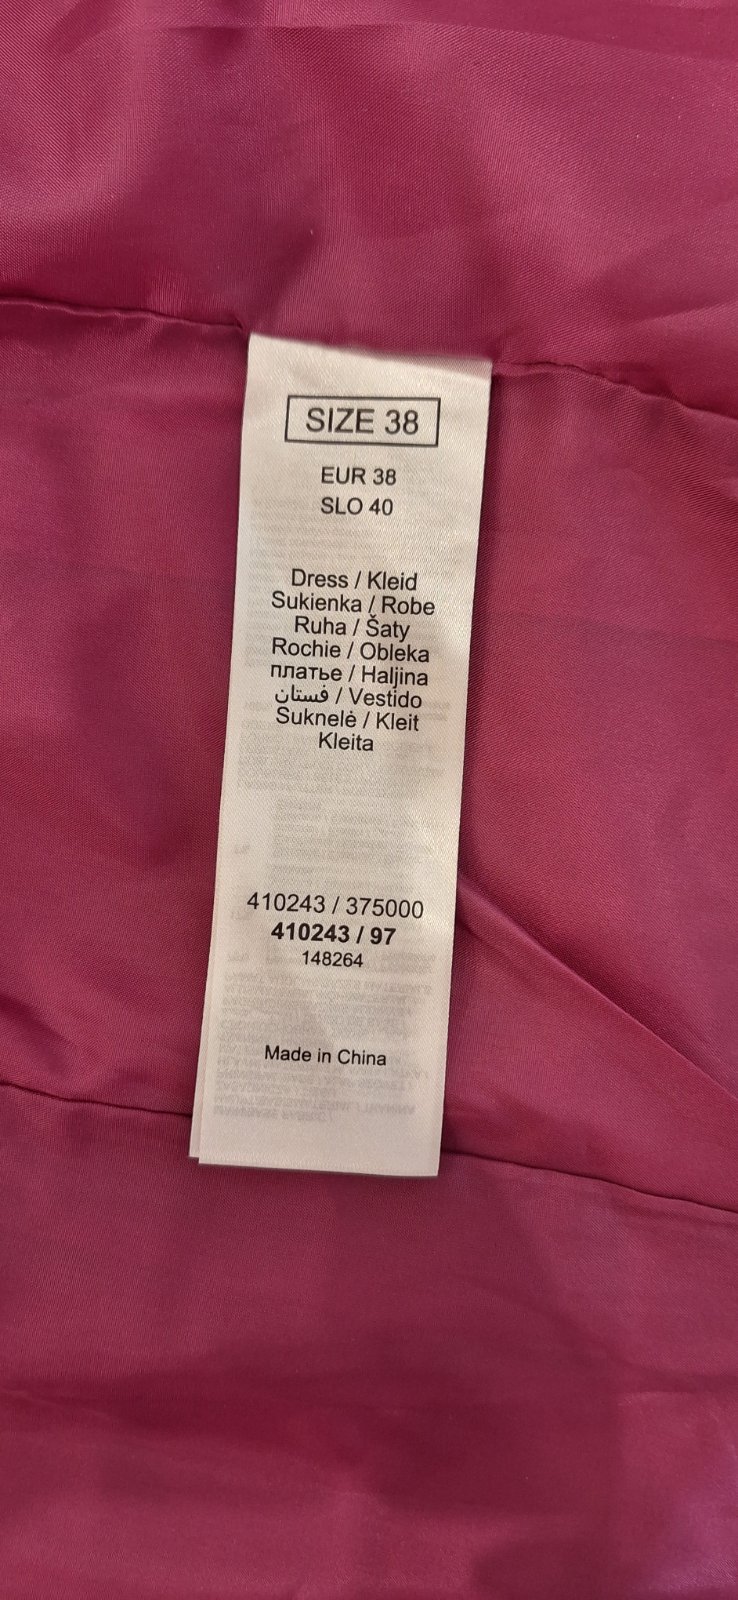 SIZE 38
EUR 38
SLO 40
Dress / Kleid
Sukienka / Robe
Ruha / Šaty
Rochie / Obleka
платье / Haljina
فستان / Vestido
Suknelė / Kleit
Kleita
410243 / 375000
410243 / 97
148264
Made in China